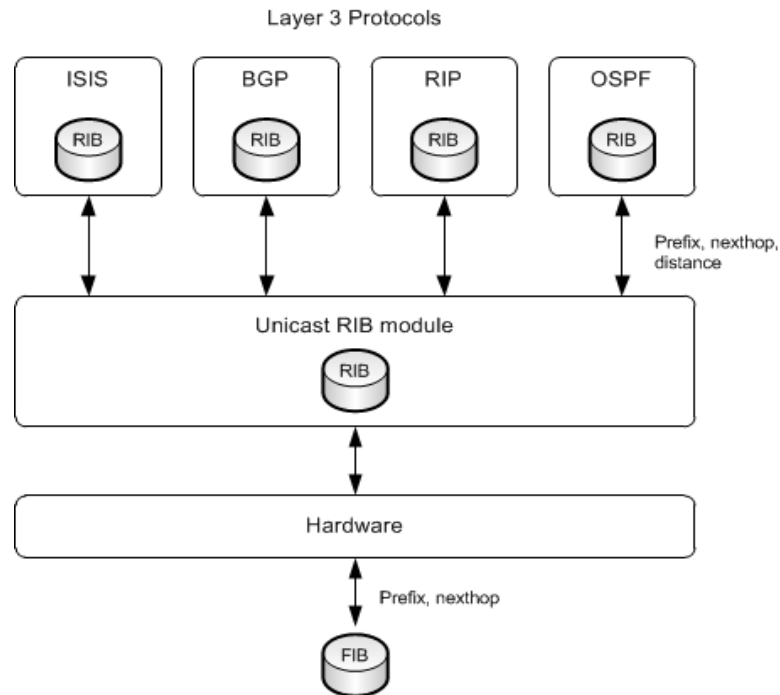 Layer 3 Protocols
ISIS
BGP
RIP
OSPF
RIB
RIB
RIB
RIB
Prefix, nexthop,
distance
Unicast RIB module
RIB
Hardware
Prefix, nexthop
FIB